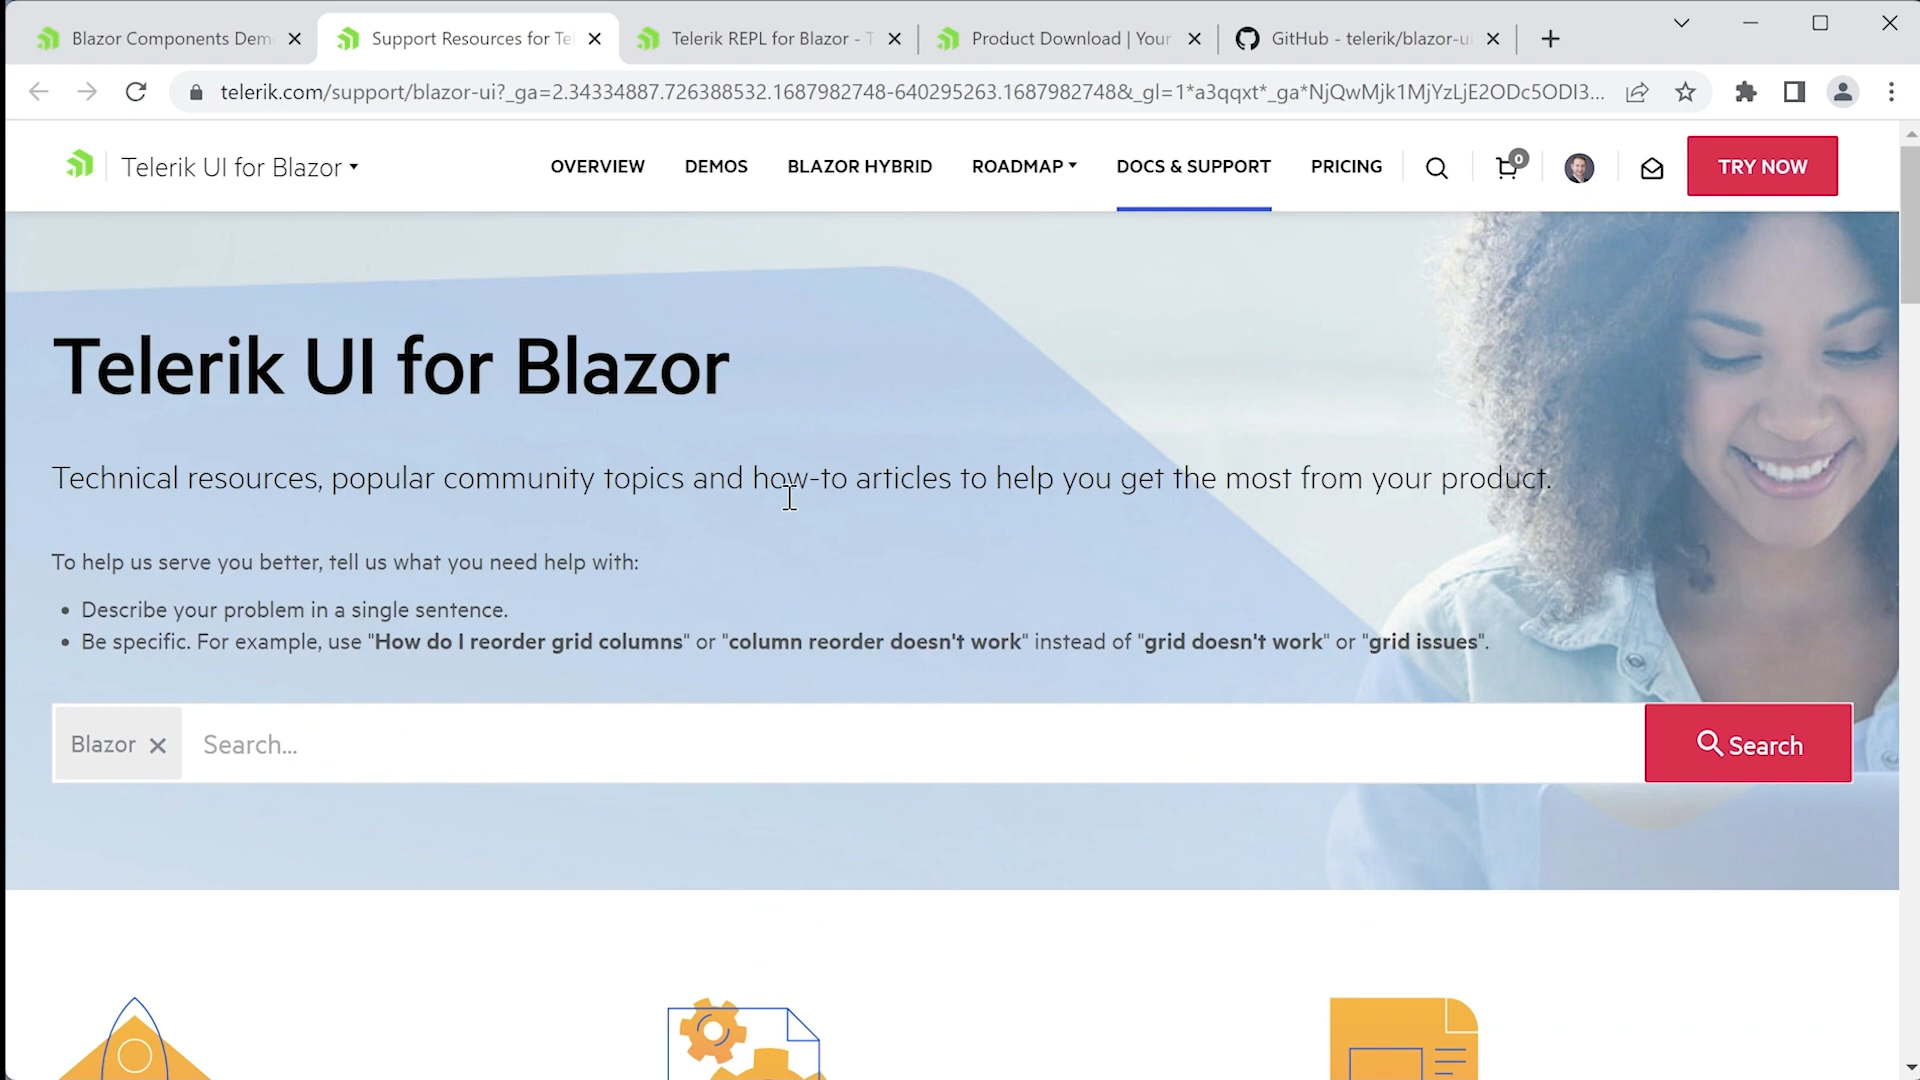 Blazor Components Dem
Support Resources for Te
Telerik REPL for Blazor - T
Product Download | Your
GitHub - telerik/blazor-ui
telerik.com/support/blazor-ui?_ga=2.34334887.726388532.1687982748-640295263.1687982748&_gl=1*a3qqxt*_ga*NjQwMjk1MjYzLjE2ODc5ODI3...
Telerik UI for Blazor
OVERVIEW
DEMOS
BLAZOR HYBRID
ROADMAP
DOCS & SUPPORT
PRICING
0
TRY NOW
Telerik UI for Blazor
Technical resources, popular community topics and how-to articles to help you get the most from your product.
To help us serve you better, tell us what you need help with:
• Describe your problem in a single sentence.
• Be specific. For example, use "How do I reorder grid columns" or "column reorder doesn't work" instead of "grid doesn't work" or "grid issues".
Blazor
Search...
Search